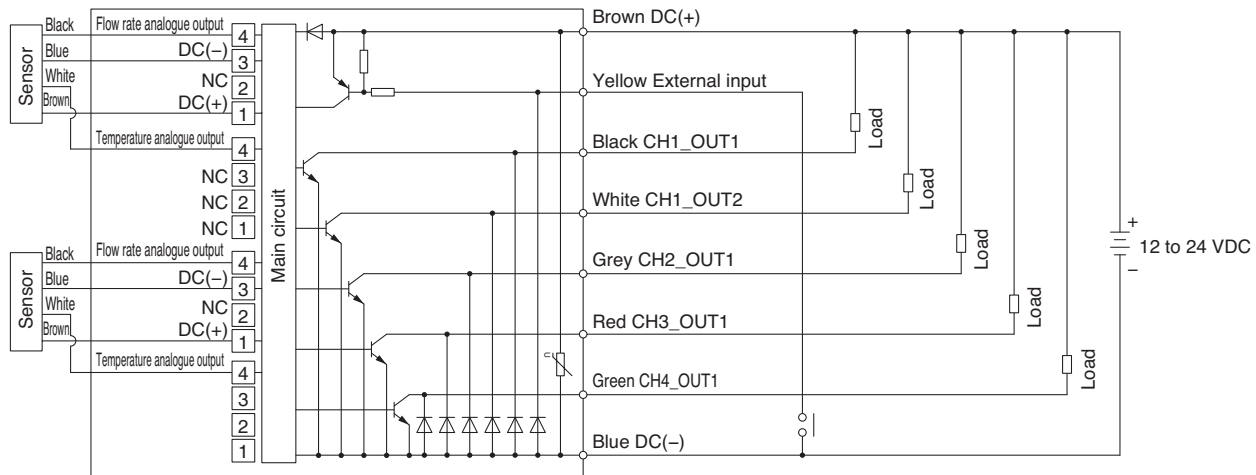 Sensor
Black
Blue
White
Brown
Flow rate analogue output
DC(−)
NC
DC(+)
Temperature analogue output
NC
NC
NC
4
3
2
1
4
3
2
1
Sensor
Black
Blue
White
Brown
Flow rate analogue output
DC(−)
NC
DC(+)
Temperature analogue output
4
3
2
1
4
3
2
1
Main circuit
U
Brown DC(+)
Yellow External input
Black CH1_OUT1
White CH1_OUT2
Grey CH2_OUT1
Red CH3_OUT1
Green CH4_OUT1
Blue DC(−)
Load
Load
Load
Load
Load
+
12 to 24 VDC
−